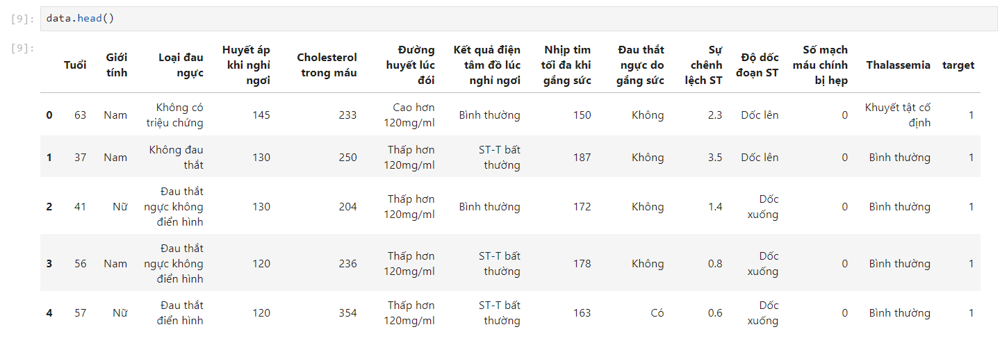 [9]: data.head()
[9]:
Tuổi Giới tính Loại đau ngực Huyết áp khi nghỉ ngơi Cholesterol trong máu Đường huyết lúc đói Kết quả điện tâm đồ lúc nghỉ ngơi Nhịp tim tối đa khi gắng sức Đau thắt ngực do gắng sức Sự chênh lệch ST Độ dốc đoạn ST Số mạch máu chính bị hẹp Thalassemia target
0 63 Nam Không có triệu chứng 145 233 Cao hơn 120mg/ml Bình thường 150 Không 2.3 Dốc lên 0 Khuyết tật cố định 1
1 37 Nam Không đau thắt 130 250 Thấp hơn 120mg/ml ST-T bất thường 187 Không 3.5 Dốc lên 0 Bình thường 1
2 41 Nữ Đau thắt ngực không điển hình 130 204 Thấp hơn 120mg/ml Bình thường 172 Không 1.4 Dốc xuống 0 Bình thường 1
3 56 Nam Đau thắt ngực không điển hình 120 236 Thấp hơn 120mg/ml ST-T bất thường 178 Không 0.8 Dốc xuống 0 Bình thường 1
4 57 Nữ Đau thắt điển hình 120 354 Thấp hơn 120mg/ml ST-T bất thường 163 Có 0.6 Dốc xuống 0 Bình thường 1